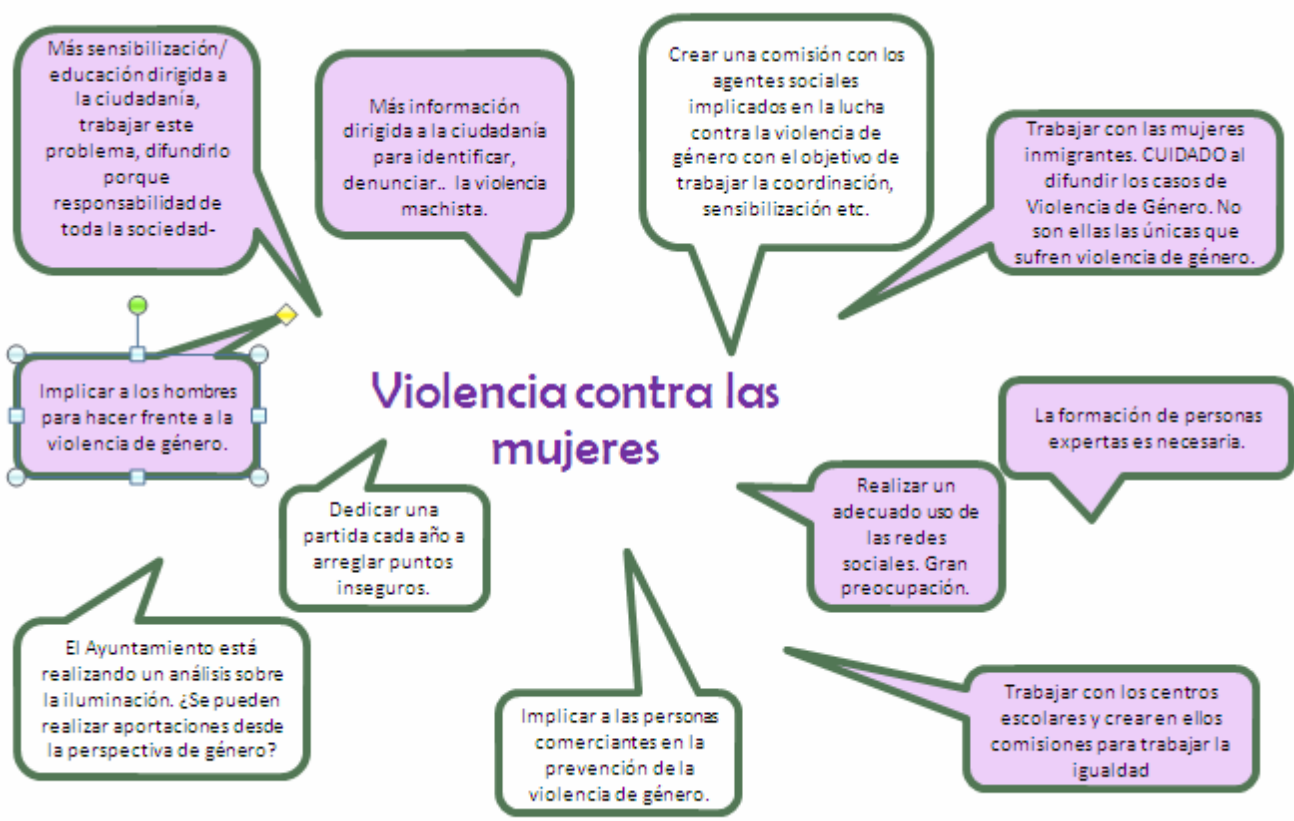 Más sensibilización/
educación dirigida a
la ciudadanía,
trabajar este
problema, difundirlo
porque
responsabilidad de
toda la sociedad-
Más información
dirigida a la ciudadanía
para identificar,
denunciar.. la violencia
machista.
Crear una comisión con los
agentes sociales
implicados en la lucha
contra la violencia de
género con el objetivo de
trabajar la coordinación,
sensibilización etc.
Trabajar con las mujeres
inmigrantes. CUIDADO al
difundir los casos de
Violencia de Género. No
son ellas las únicas que
sufren violencia de género.
Implicar a los hombres
para hacer frente a la
violencia de género.
Violencia contra las
mujeres
La formación de personas
expertas es necesaria.
Dedicar una
partida cada año a
arreglar puntos
inseguros.
Realizar un
adecuado uso de
las redes
sociales. Gran
preocupación.
El Ayuntamiento está
realizando un análisis sobre
la iluminación. ¿Se pueden
realizar aportaciones desde
la perspectiva de género?
Implicar a las personas
comerciantes en la
prevención de la
violencia de género.
Trabajar con los centros
escolares y crear en ellos
comisiones para trabajar la
igualdad